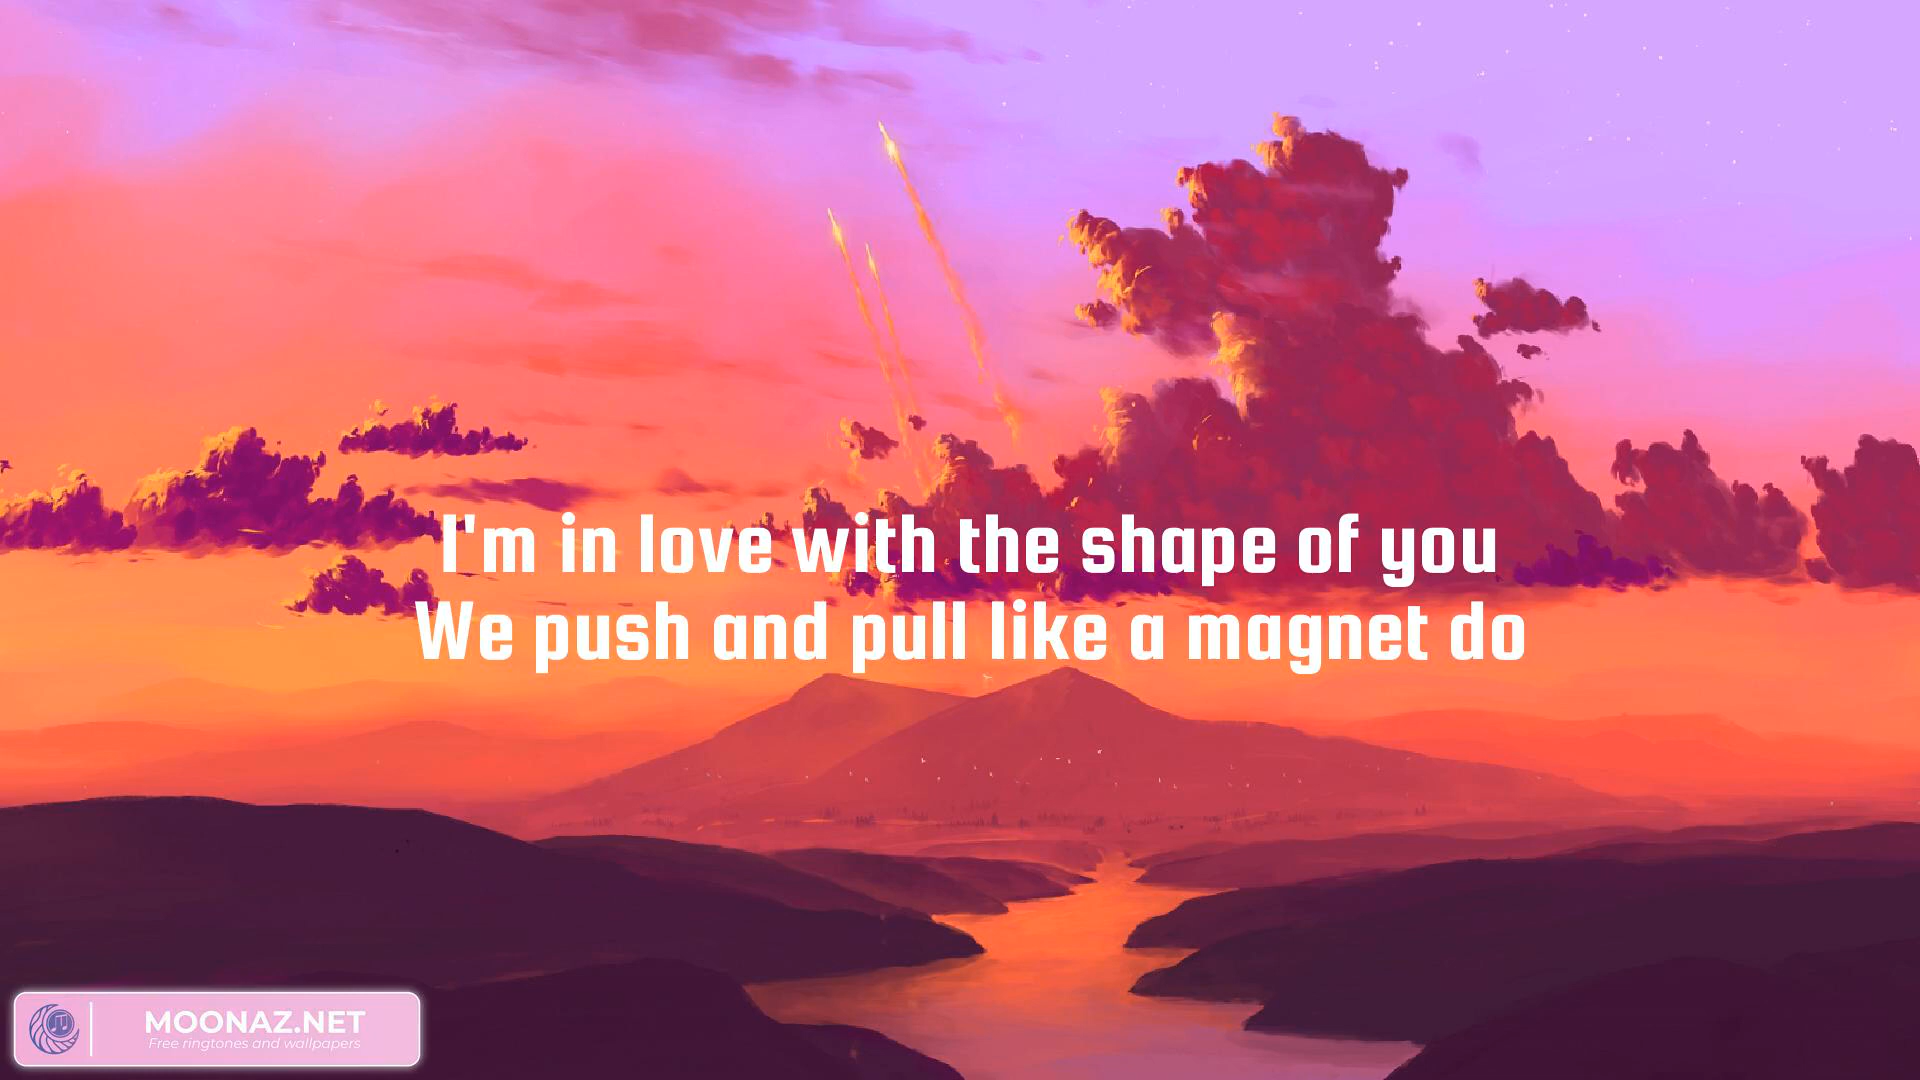 I'm in love with the shape of you
We push and pull like a magnet do
MOONAZ.NET
Free ringtones and wallpapers